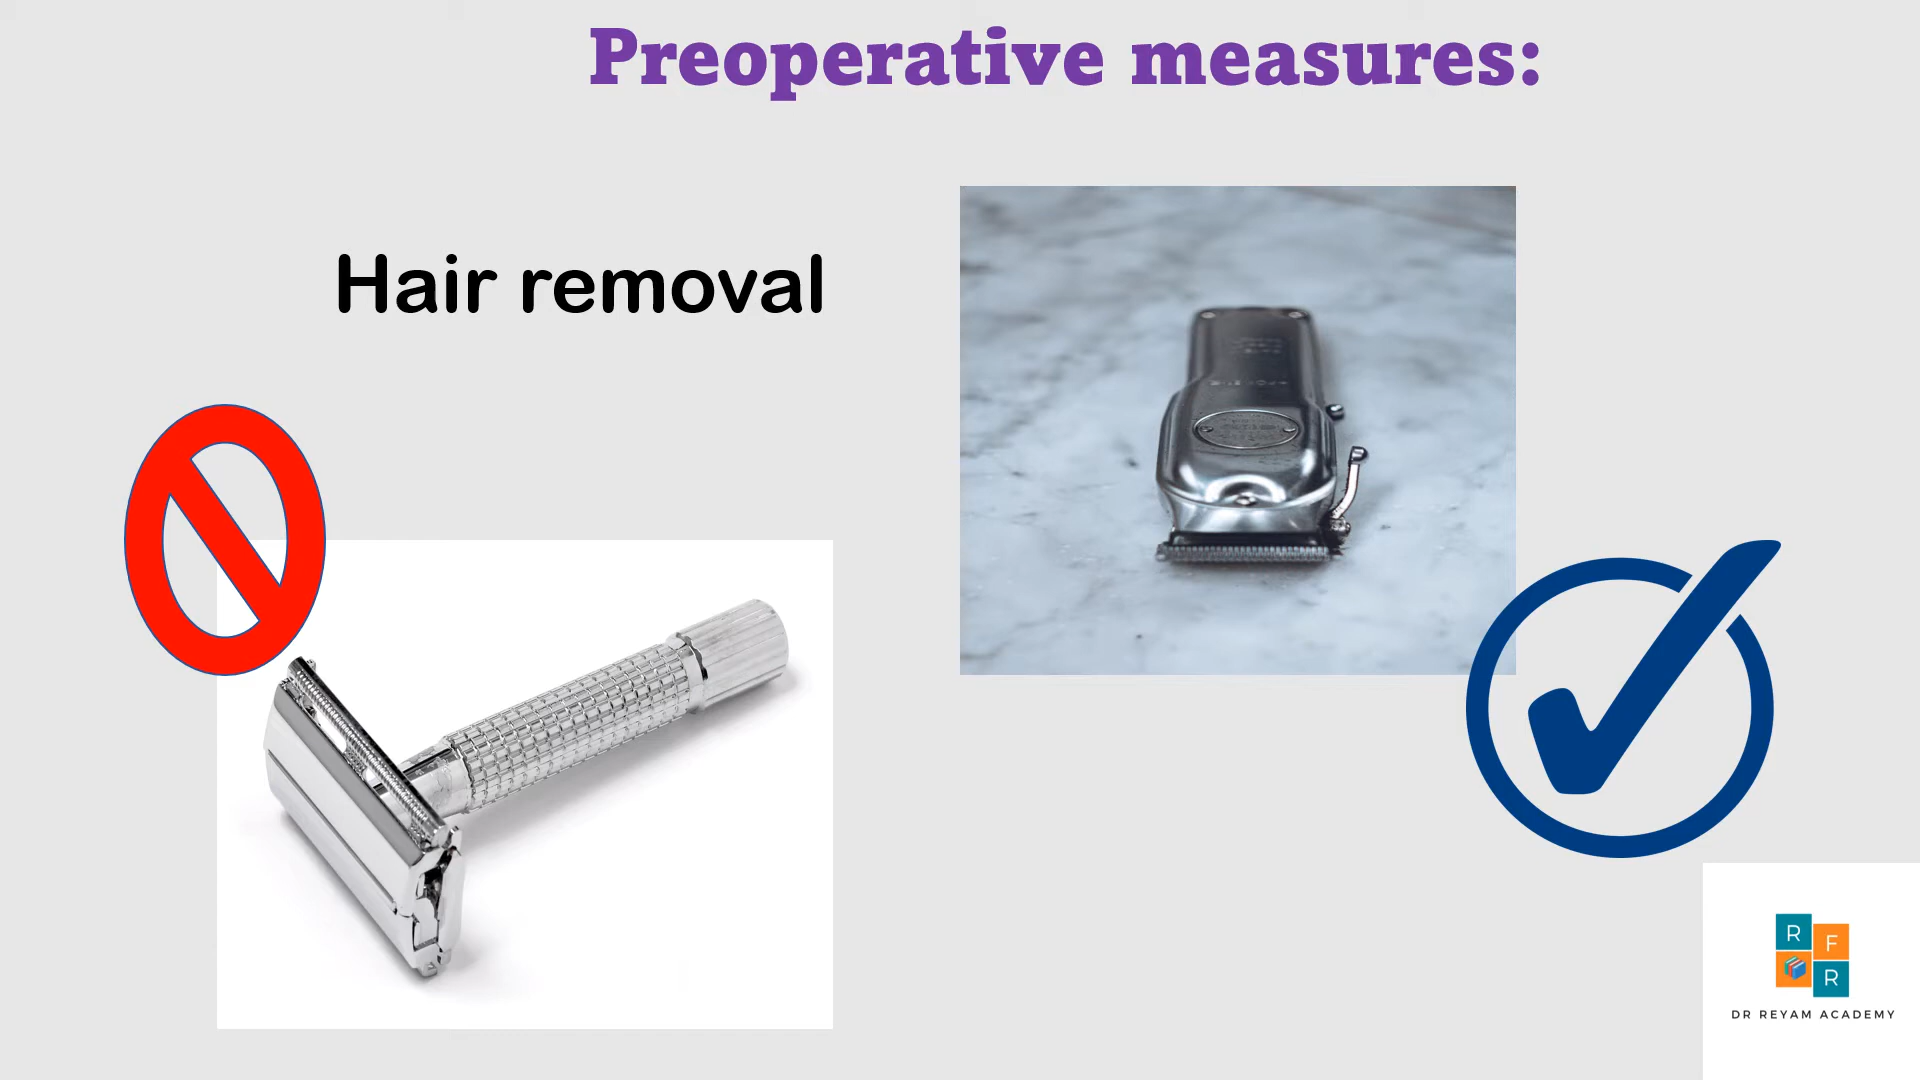 Preoperative measures:
Hair removal
R
F
R
DR REYAM ACADEMY